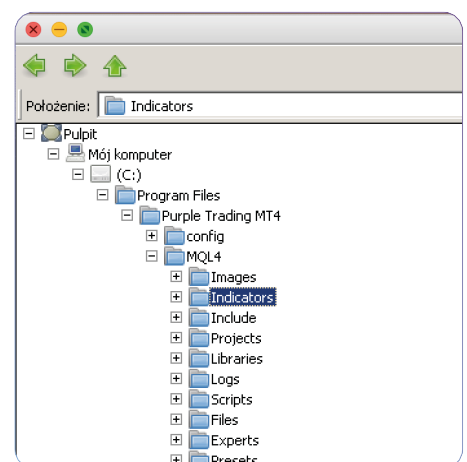 Położenie: Indicators
Pulpit
Mój komputer
(C:)
Program Files
Purple Trading MT4
config
MQL4
Images
Indicators
Include
Projects
Libraries
Logs
Scripts
Files
Experts
Presets